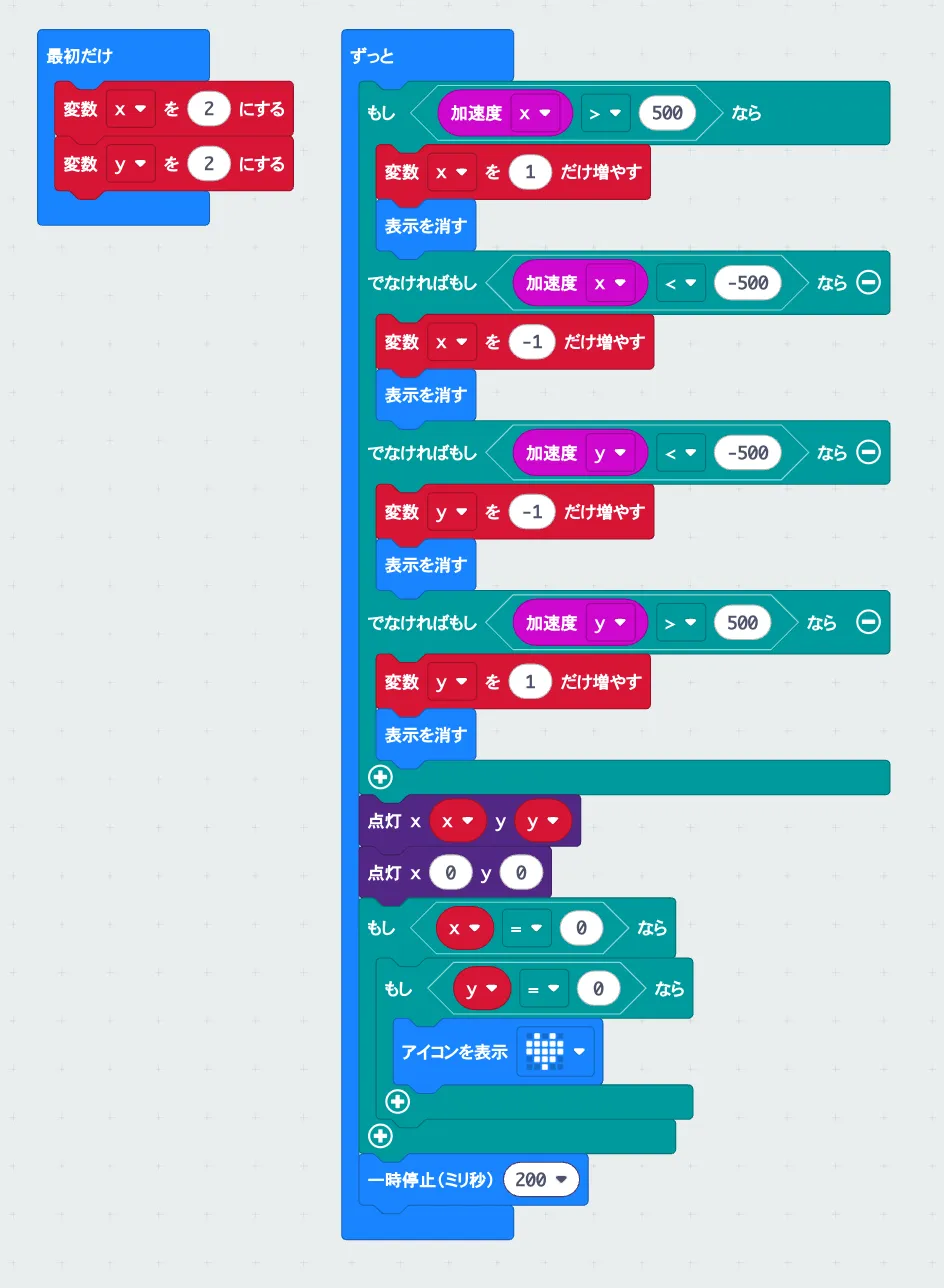 最初だけ
変数 x を 2 にする
変数 y を 2 にする
ずっと
もし 加速度 x > 500 なら
変数 x を 1 だけ増やす
表示を消す
でなければもし 加速度 x < -500 なら
変数 x を -1 だけ増やす
表示を消す
でなければもし 加速度 y < -500 なら
変数 y を -1 だけ増やす
表示を消す
でなければもし 加速度 y > 500 なら
変数 y を 1 だけ増やす
表示を消す
点灯 x x y y
点灯 x 0 y 0
もし x = 0 なら
もし y = 0 なら
アイコンを表示
一時停止(ミリ秒) 200